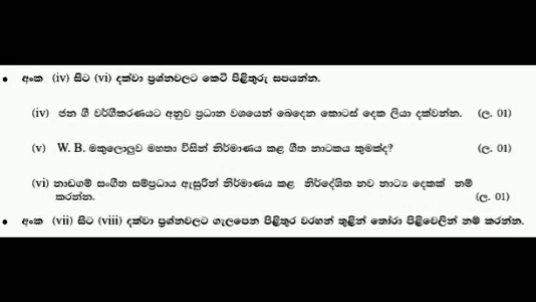 • අංක (iv) සිට (vi) දක්වා ප්‍රශ්නවලට කෙටි පිළිතුරු සපයන්න.
(iv) ජන ගී වර්ගීකරණයට අනුව ප්‍රධාන වශයෙන් බෙදෙන කොටස් දෙක ලියා දක්වන්න. (ල. 01)
(v) W. B. මකුලොලුව මහතා විසින් නිර්මාණය කළ ගීත නාටකය කුමක්ද? (ල. 01)
(vi) නාඩගම් සංගීත සම්ප්‍රධාය ඇසුරින් නිර්මාණය කළ නිර්දේශිත නව නාට්‍ය දෙකක් නම්
කරන්න. (ල. 01)
• අංක (vii) සිට (viii) දක්වා ප්‍රශ්නවලට ගැලපෙන පිළිතුර වරහන් තුළින් තෝරා පිළිවෙලින් නම් කරන්න.